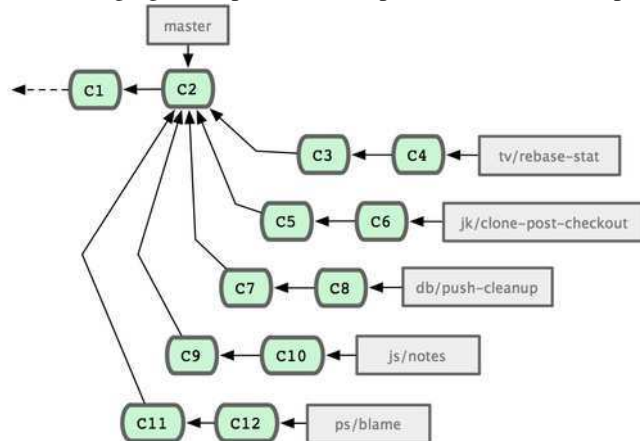 master
C1
C2
C3
C4
tv/rebase-stat
C5
C6
jk/clone-post-checkout
C7
C8
db/push-cleanup
C9
C10
js/notes
C11
C12
ps/blame